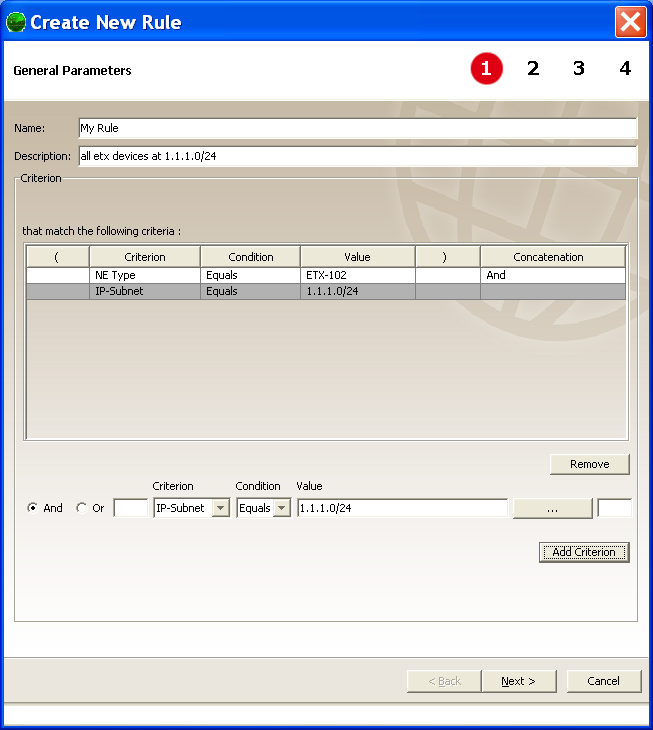 Create New Rule
General Parameters 1 2 3 4
Name: My Rule
Description: all etx devices at 1.1.1.0/24
Criterion
that match the following criteria :
( Criterion Condition Value ) Concatenation
NE Type Equals ETX-102 And
IP-Subnet Equals 1.1.1.0/24
Remove
Criterion Condition Value
And Or IP-Subnet Equals 1.1.1.0/24 ...
Add Criterion
< Back Next > Cancel